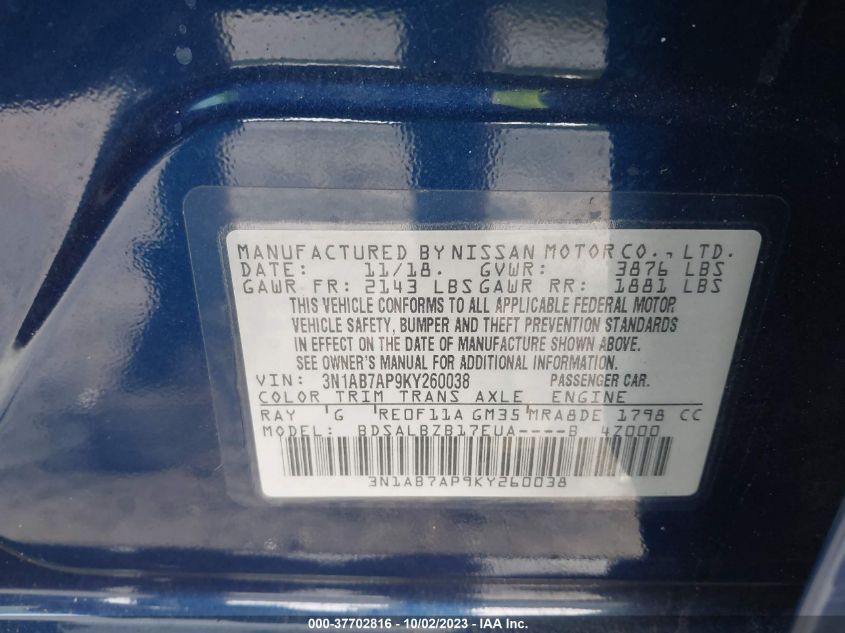 MANUFACTURED BY NISSAN MOTOR CO., LTD.
DATE: 11/18. GVWR: 3876 LBS
GAWR FR: 2143 LBS GAWR RR: 1881 LBS
THIS VEHICLE CONFORMS TO ALL APPLICABLE FEDERAL MOTOR
VEHICLE SAFETY, BUMPER AND THEFT PREVENTION STANDARDS
IN EFFECT ON THE DATE OF MANUFACTURE SHOWN ABOVE.
SEE OWNER'S MANUAL FOR ADDITIONAL INFORMATION.
VIN: 3N1AB7AP9KY260038 PASSENGER CAR.
COLOR TRIM TRANS AXLE ENGINE
RAY 'G RE0F11A GM35 MRA8DE 1798 CC
MODEL: BDSALBZB17EUA----B 4Z000
3N1AB7AP9KY260038
000-37702816 - 10/02/2023 - IAA Inc.